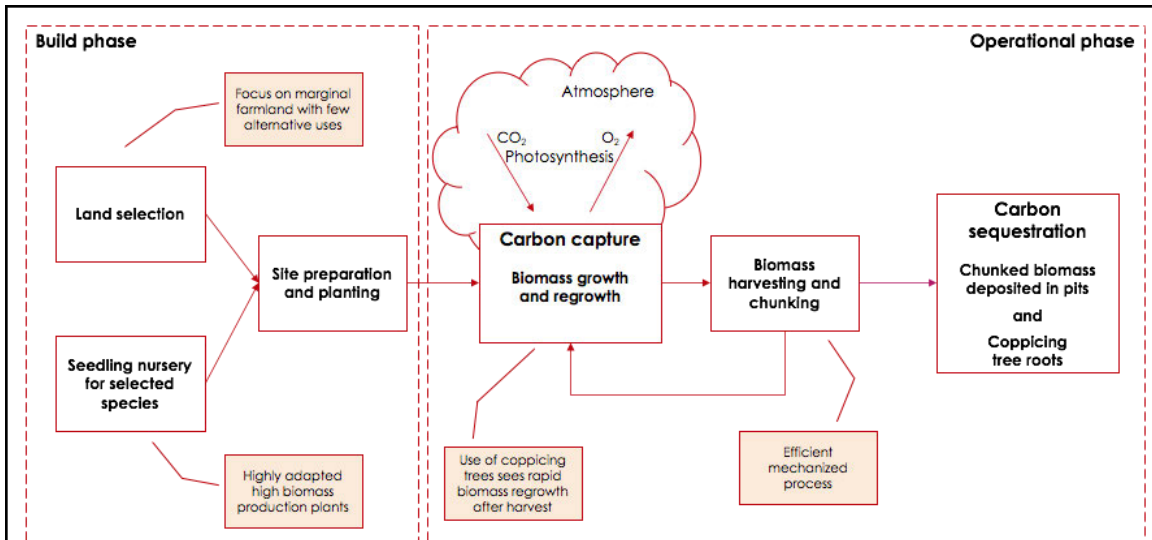 Build phase
Operational phase
Focus on marginal
farmland with few
alternative uses
Atmosphere
CO₂
O₂
Photosynthesis
Land selection
Carbon
sequestration
Chunked biomass
deposited in pits
and
Coppicing
tree roots
Carbon capture
Biomass growth
and regrowth
Biomass
harvesting and
chunking
Site preparation
and planting
Seedling nursery
for selected
species
Highly adapted
high biomass
production plants
Use of coppicing
trees sees rapid
biomass regrowth
after harvest
Efficient
mechanized
process